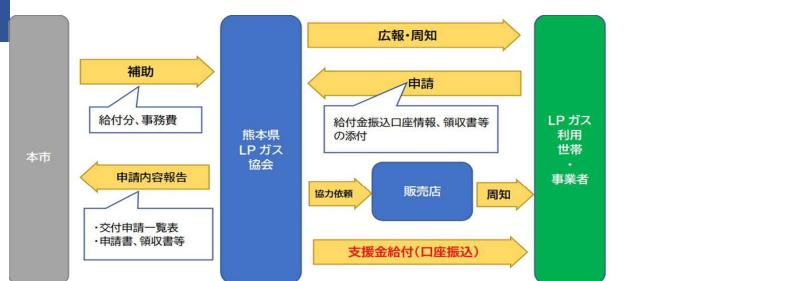 本市
補助
給付分、事務費
申請内容報告
・交付申請一覧表
・申請書、領収書等
熊本県
LP ガス
協会
広報・周知
申請
給付金振込口座情報、領収書等
の添付
協力依頼
販売店
周知
支援金給付(口座振込)
LP ガス
利用
世帯
・
事業者